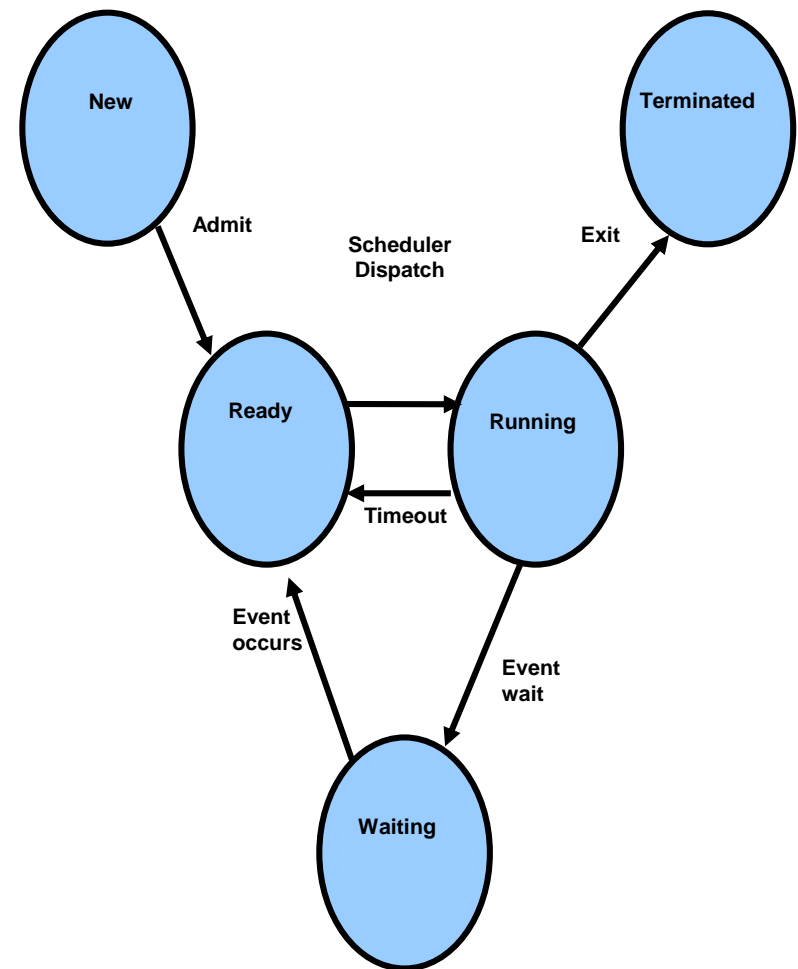 New
Terminated
Admit
Scheduler
Dispatch
Exit
Ready
Running
Timeout
Event
occurs
Event
wait
Waiting